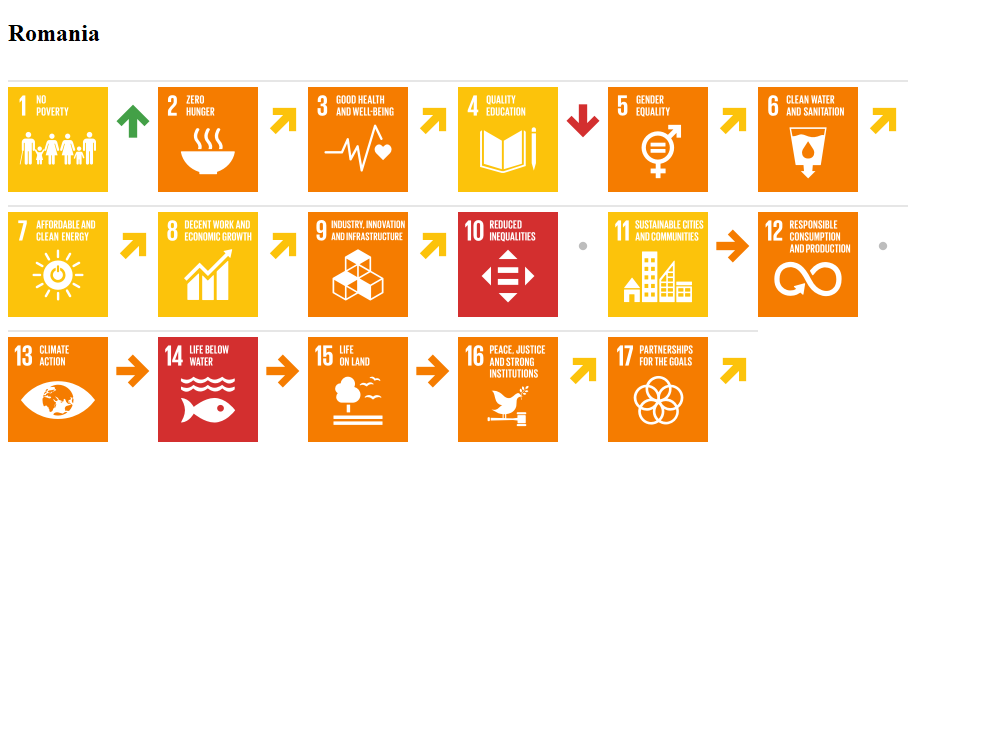 Romania
1 NO
POVERTY
2 ZERO
HUNGER
3 GOOD HEALTH
AND WELL-BEING
4 QUALITY
EDUCATION
5 GENDER
EQUALITY
6 CLEAN WATER
AND SANITATION
7 AFFORDABLE AND
CLEAN ENERGY
8 DECENT WORK AND
ECONOMIC GROWTH
9 INDUSTRY, INNOVATION
AND INFRASTRUCTURE
10 REDUCED
INEQUALITIES
11 SUSTAINABLE CITIES
AND COMMUNITIES
12 RESPONSIBLE
CONSUMPTION
AND PRODUCTION
13 CLIMATE
ACTION
14 LIFE BELOW
WATER
15 LIFE
ON LAND
16 PEACE, JUSTICE
AND STRONG
INSTITUTIONS
17 PARTNERSHIPS
FOR THE GOALS